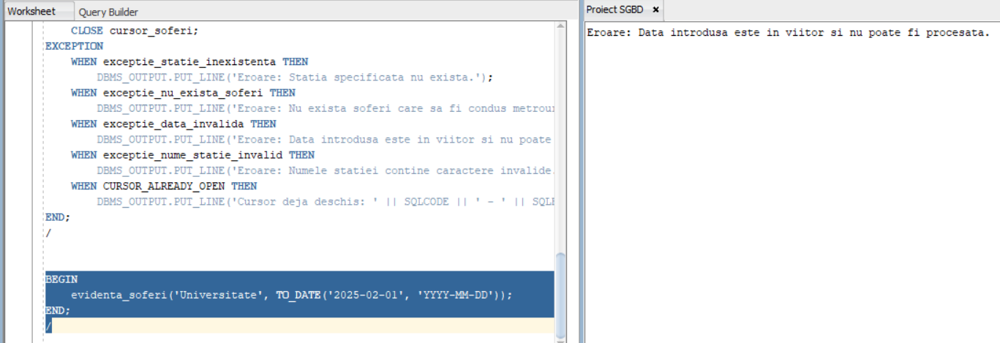 Worksheet Query Builder
CLOSE cursor_soferi;
EXCEPTION
WHEN exceptie_statie_inexistenta THEN
DBMS_OUTPUT.PUT_LINE('Eroare: Statia specificata nu exista.');
WHEN exceptie_nu_exista_soferi THEN
DBMS_OUTPUT.PUT_LINE('Eroare: Nu exista soferi care sa fi condus metrou
WHEN exceptie_data_invalida THEN
DBMS_OUTPUT.PUT_LINE('Eroare: Data introdusa este in viitor si nu poate
WHEN exceptie_nume_statie_invalid THEN
DBMS_OUTPUT.PUT_LINE('Eroare: Numele statiei contine caractere invalide.
WHEN CURSOR_ALREADY_OPEN THEN
DBMS_OUTPUT.PUT_LINE('Cursor deja deschis: ' || SQLCODE || ' - ' ||
END;
/
BEGIN
evidenta_soferi('Universitate', TO_DATE('2025-02-01', 'YYYY-MM-DD'));
END;
/
Proiect SGBD
Eroare: Data introdusa este in viitor si nu poate fi procesata.